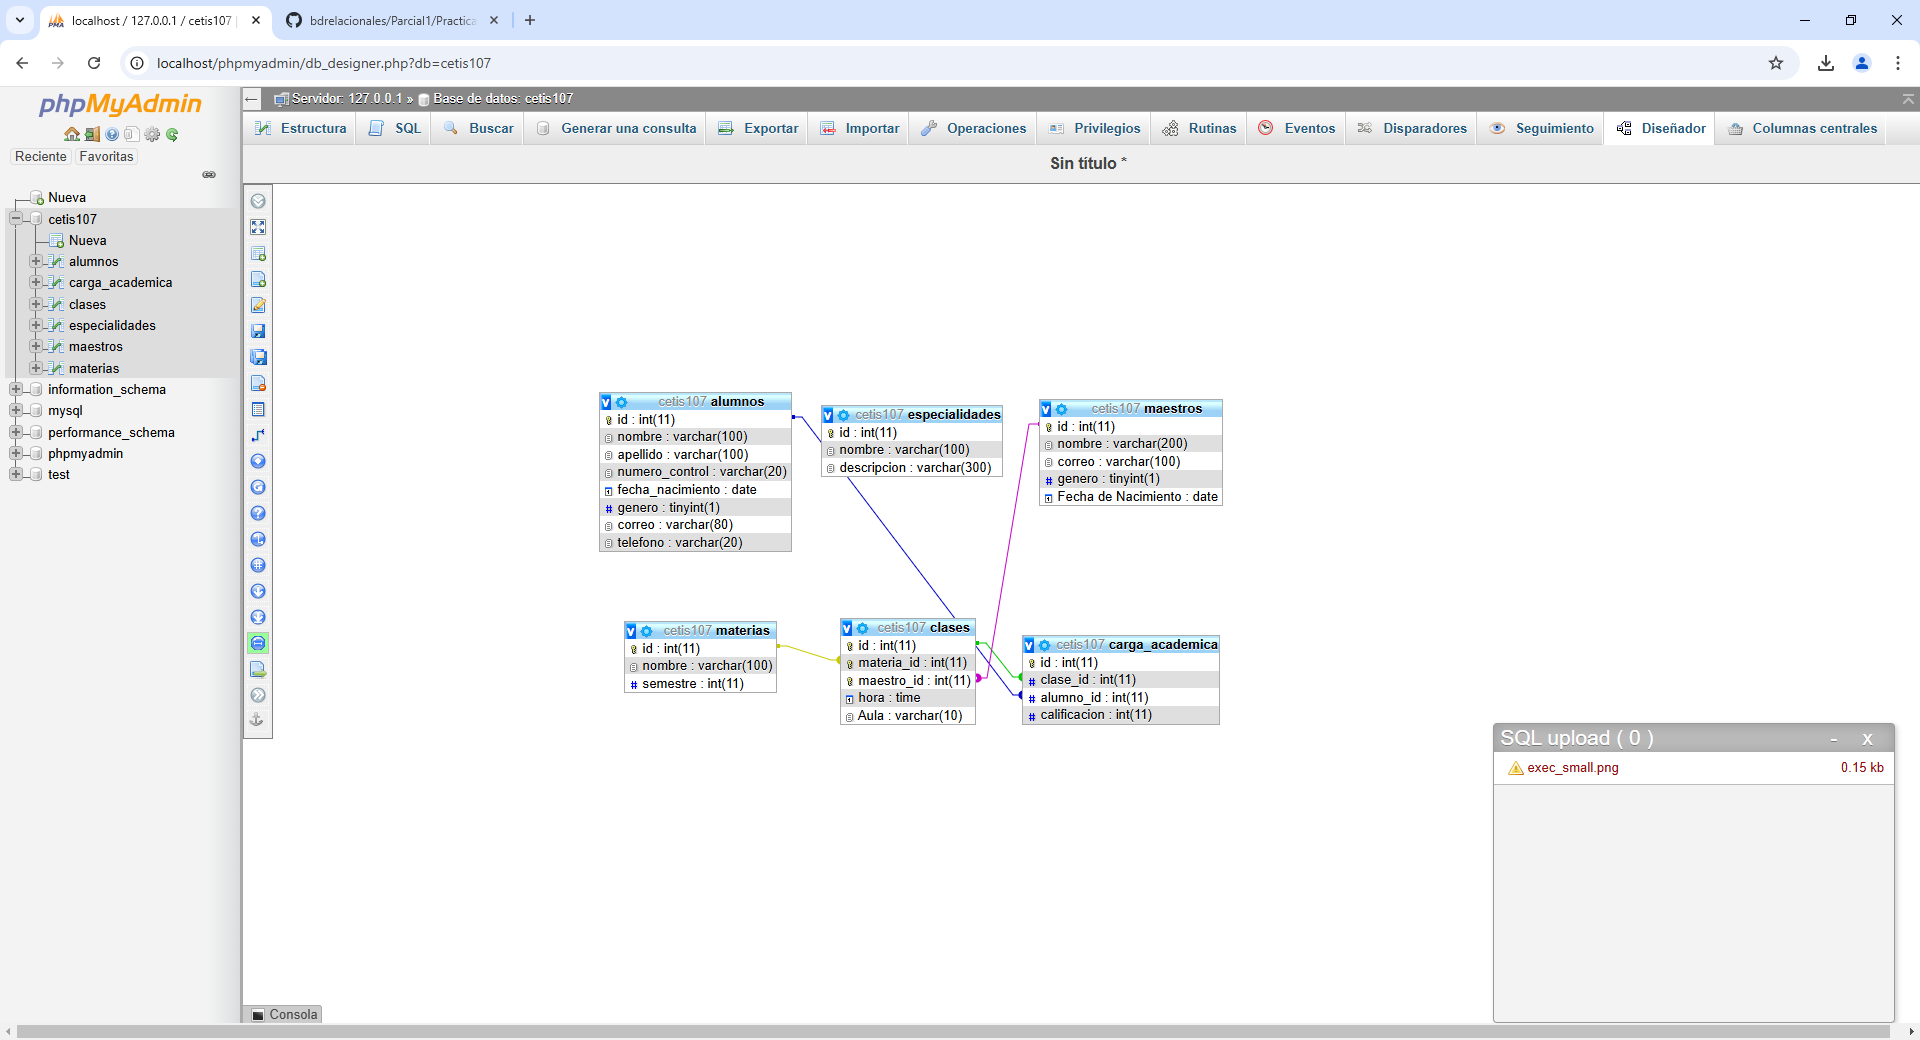 localhost / 127.0.0.1 / cetis107
bdrelacionales/Parcial1/Practica
localhost/phpmyadmin/db_designer.php?db=cetis107
phpMyAdmin
Reciente Favoritas
Nueva
cetis107
Nueva
alumnos
carga_academica
clases
especialidades
maestros
materias
information_schema
mysql
performance_schema
phpmyadmin
test
Servidor: 127.0.0.1 » Base de datos: cetis107
Estructura SQL Buscar Generar una consulta Exportar Importar Operaciones Privilegios Rutinas Eventos Disparadores Seguimiento Diseñador Columnas centrales
Sin título *
cetis107 alumnos
id : int(11)
nombre : varchar(100)
apellido : varchar(100)
numero_control : varchar(20)
fecha_nacimiento : date
genero : tinyint(1)
correo : varchar(80)
telefono : varchar(20)
cetis107 especialidades
id : int(11)
nombre : varchar(100)
descripcion : varchar(300)
cetis107 maestros
id : int(11)
nombre : varchar(200)
correo : varchar(100)
genero : tinyint(1)
Fecha de Nacimiento : date
cetis107 materias
id : int(11)
nombre : varchar(100)
semestre : int(11)
cetis107 clases
id : int(11)
materia_id : int(11)
maestro_id : int(11)
hora : time
Aula : varchar(10)
cetis107 carga_academica
id : int(11)
clase_id : int(11)
alumno_id : int(11)
calificacion : int(11)
SQL upload ( 0 ) - x
exec_small.png 0.15 kb
Consola